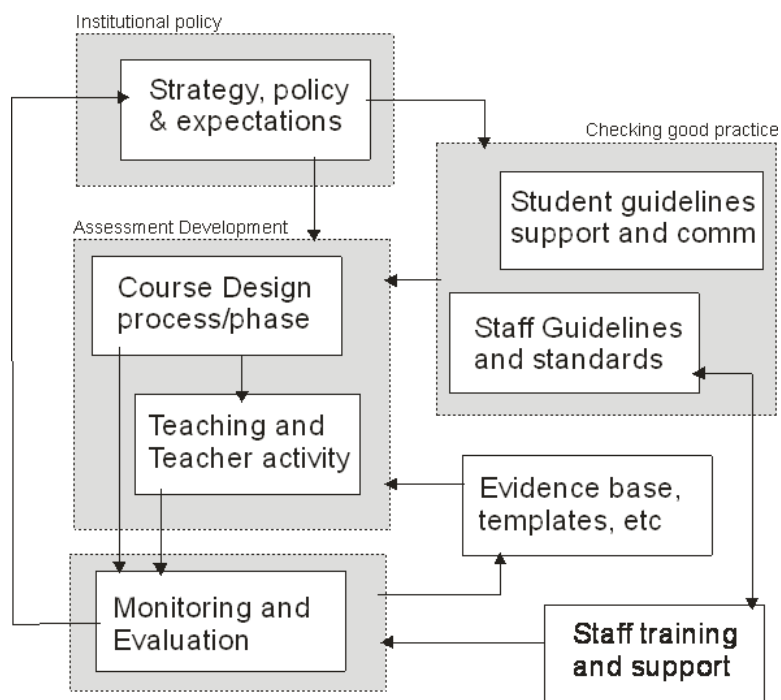 Institutional policy
Strategy, policy
& expectations
Checking good practice
Student guidelines
support and comm
Assessment Development
Course Design
process/phase
Staff Guidelines
and standards
Teaching and
Teacher activity
Evidence base,
templates, etc
Monitoring and
Evaluation
Staff training
and support